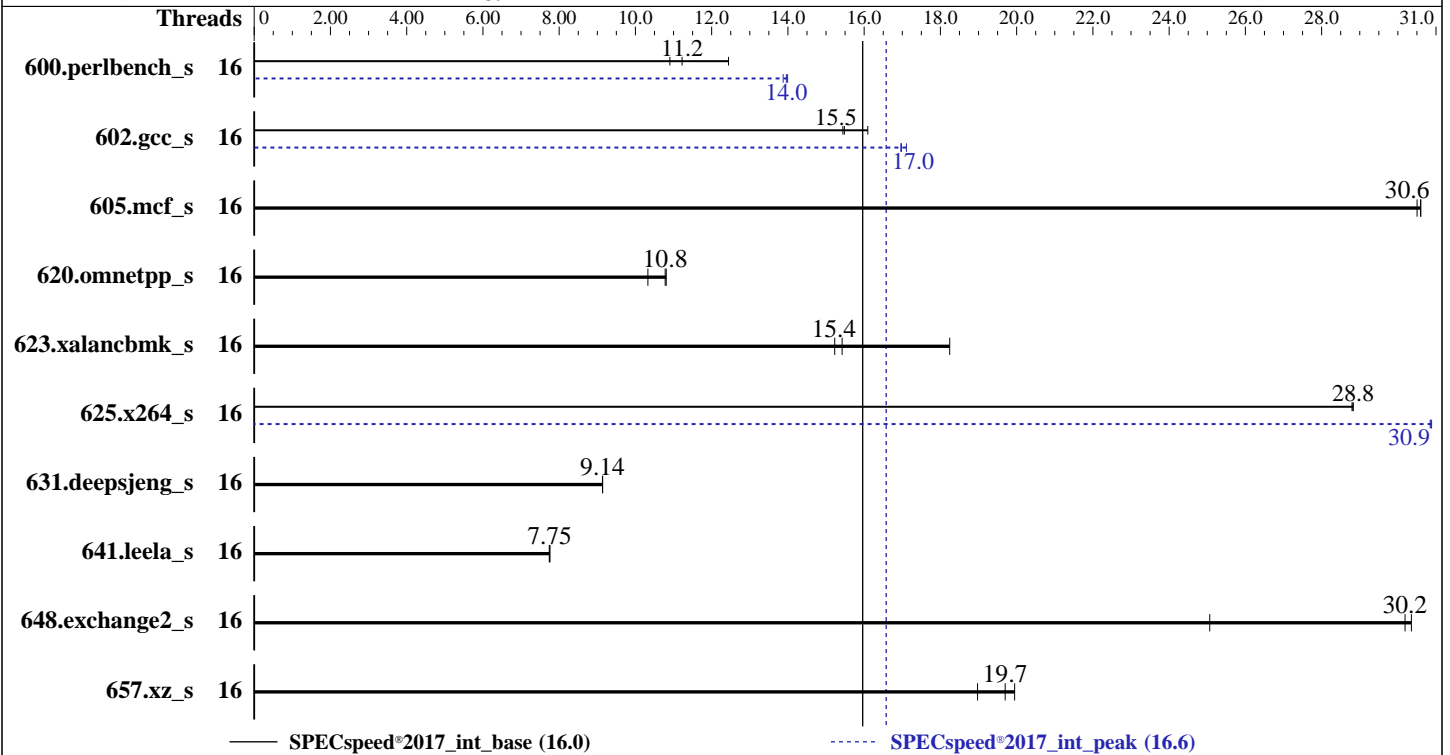 Threads 0 2.00 4.00 6.00 8.00 10.0 12.0 14.0 16.0 18.0 20.0 22.0 24.0 26.0 28.0 31.0
600.perlbench_s 16 11.2
14.0
602.gcc_s 16 15.5
17.0
605.mcf_s 16 30.6
620.omnetpp_s 16 10.8
623.xalancbmk_s 16 15.4
625.x264_s 16 28.8
30.9
631.deepsjeng_s 16 9.14
641.leela_s 16 7.75
648.exchange2_s 16 30.2
657.xz_s 16 19.7
SPECspeed®2017_int_base (16.0) SPECspeed®2017_int_peak (16.6)